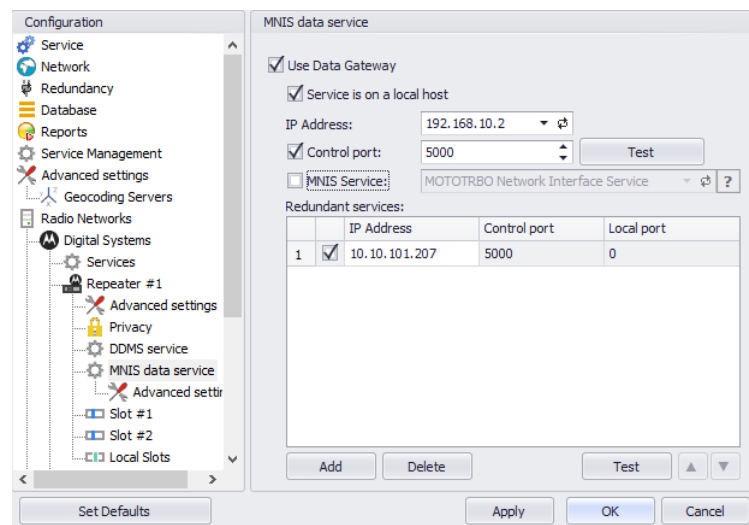 Configuration
Service
Network
Redundancy
Database
Reports
Service Management
Advanced settings
Geocoding Servers
Radio Networks
Digital Systems
Services
Repeater #1
Advanced settings
Privacy
DDMS service
MNIS data service
Advanced settin
Slot #1
Slot #2
Local Slots
Set Defaults
MNIS data service
Use Data Gateway
Service is on a local host
IP Address: 192.168.10.2
Control port: 5000 Test
MNIS Service: MOTOTRBO Network Interface Service ?
Redundant services:
IP Address Control port Local port
1 10.10.101.207 5000 0
Add Delete Test
Apply OK Cancel